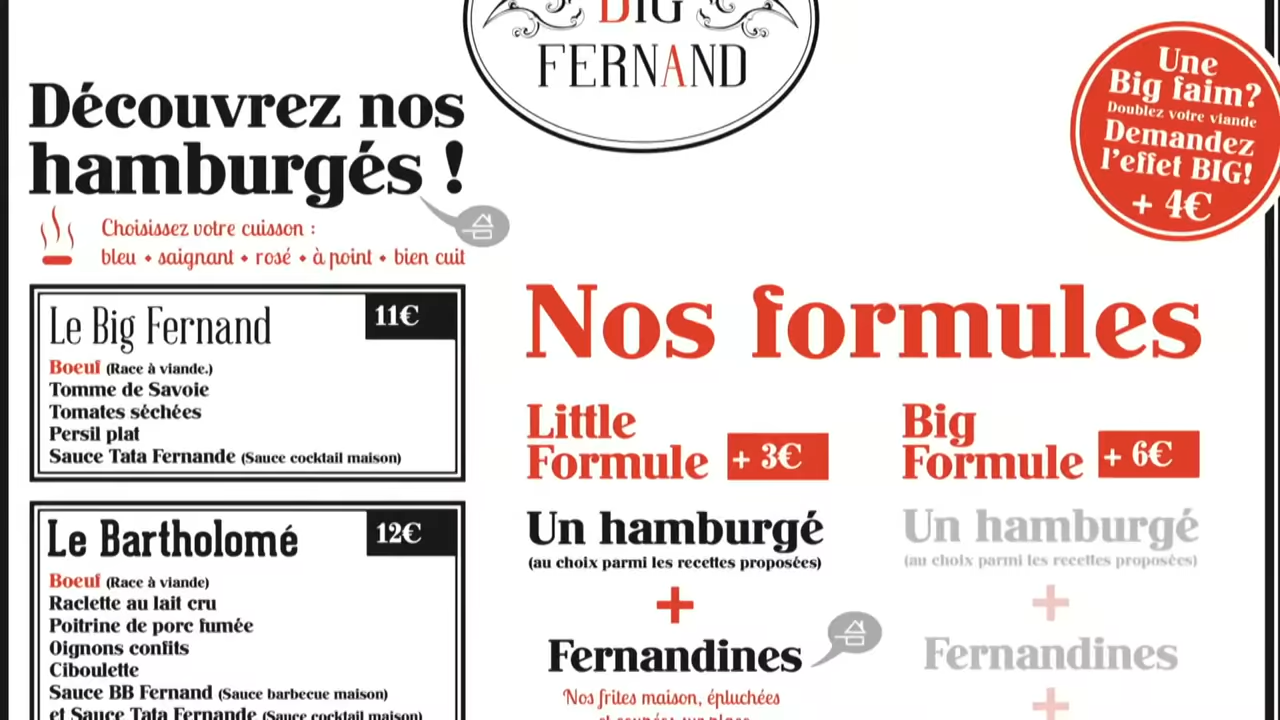 BIG
FERNAND
Une
Big faim?
Doublez votre viande
Demandez
l'effet BIG!
+ 4€
Découvrez nos
hamburgés !
Choisissez votre cuisson :
bleu • saignant • rosé • à point • bien cuit
Le Big Fernand
11€
Boeuf (Race à viande.)
Tomme de Savoie
Tomates séchées
Persil plat
Sauce Tata Fernande (Sauce cocktail maison)
Le Bartholomé
12€
Boeuf (Race à viande)
Raclette au lait cru
Poitrine de porc fumée
Oignons confits
Ciboulette
Sauce BB Fernand (Sauce barbecue maison)
et Sauce Tata Fernande (Sauce cocktail maison)
Nos formules
Little
Formule + 3€
Un hamburgé
(au choix parmi les recettes proposées)
+
Fernandines
Nos frites maison, épluchées
et coupées sur place
Big
Formule + 6€
Un hamburgé
(au choix parmi les recettes proposées)
+
Fernandines
+